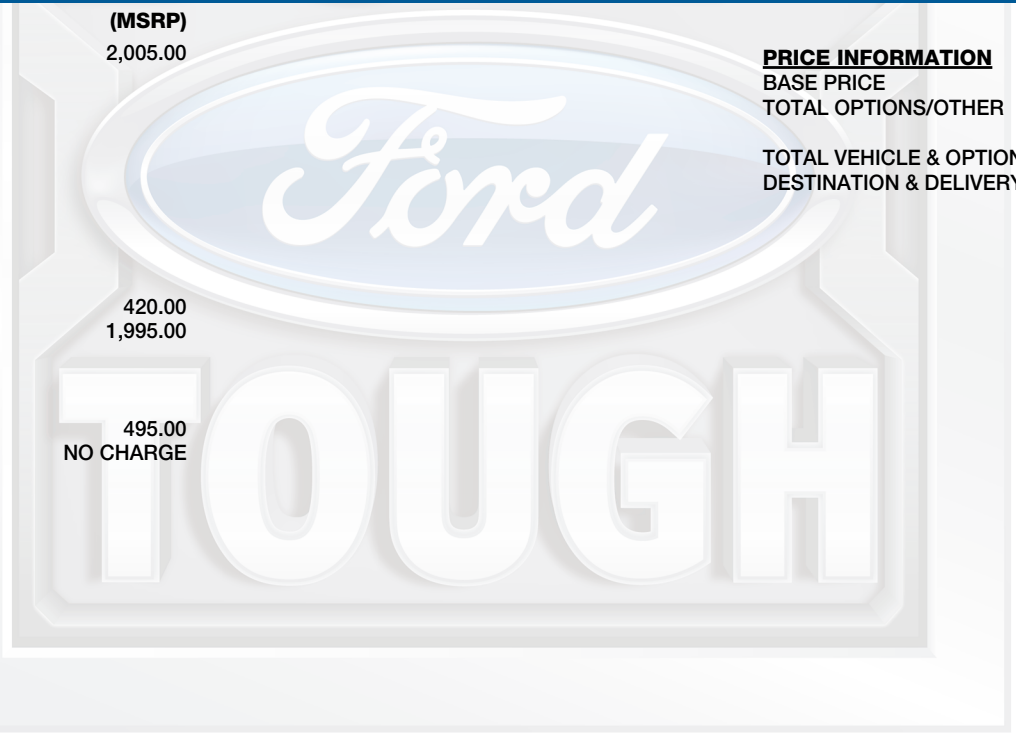 (MSRP)
2,005.00
420.00
1,995.00
495.00
NO CHARGE
PRICE INFORMATION
BASE PRICE
TOTAL OPTIONS/OTHER
TOTAL VEHICLE & OPTION
DESTINATION & DELIVERY
Ford
TOUGH